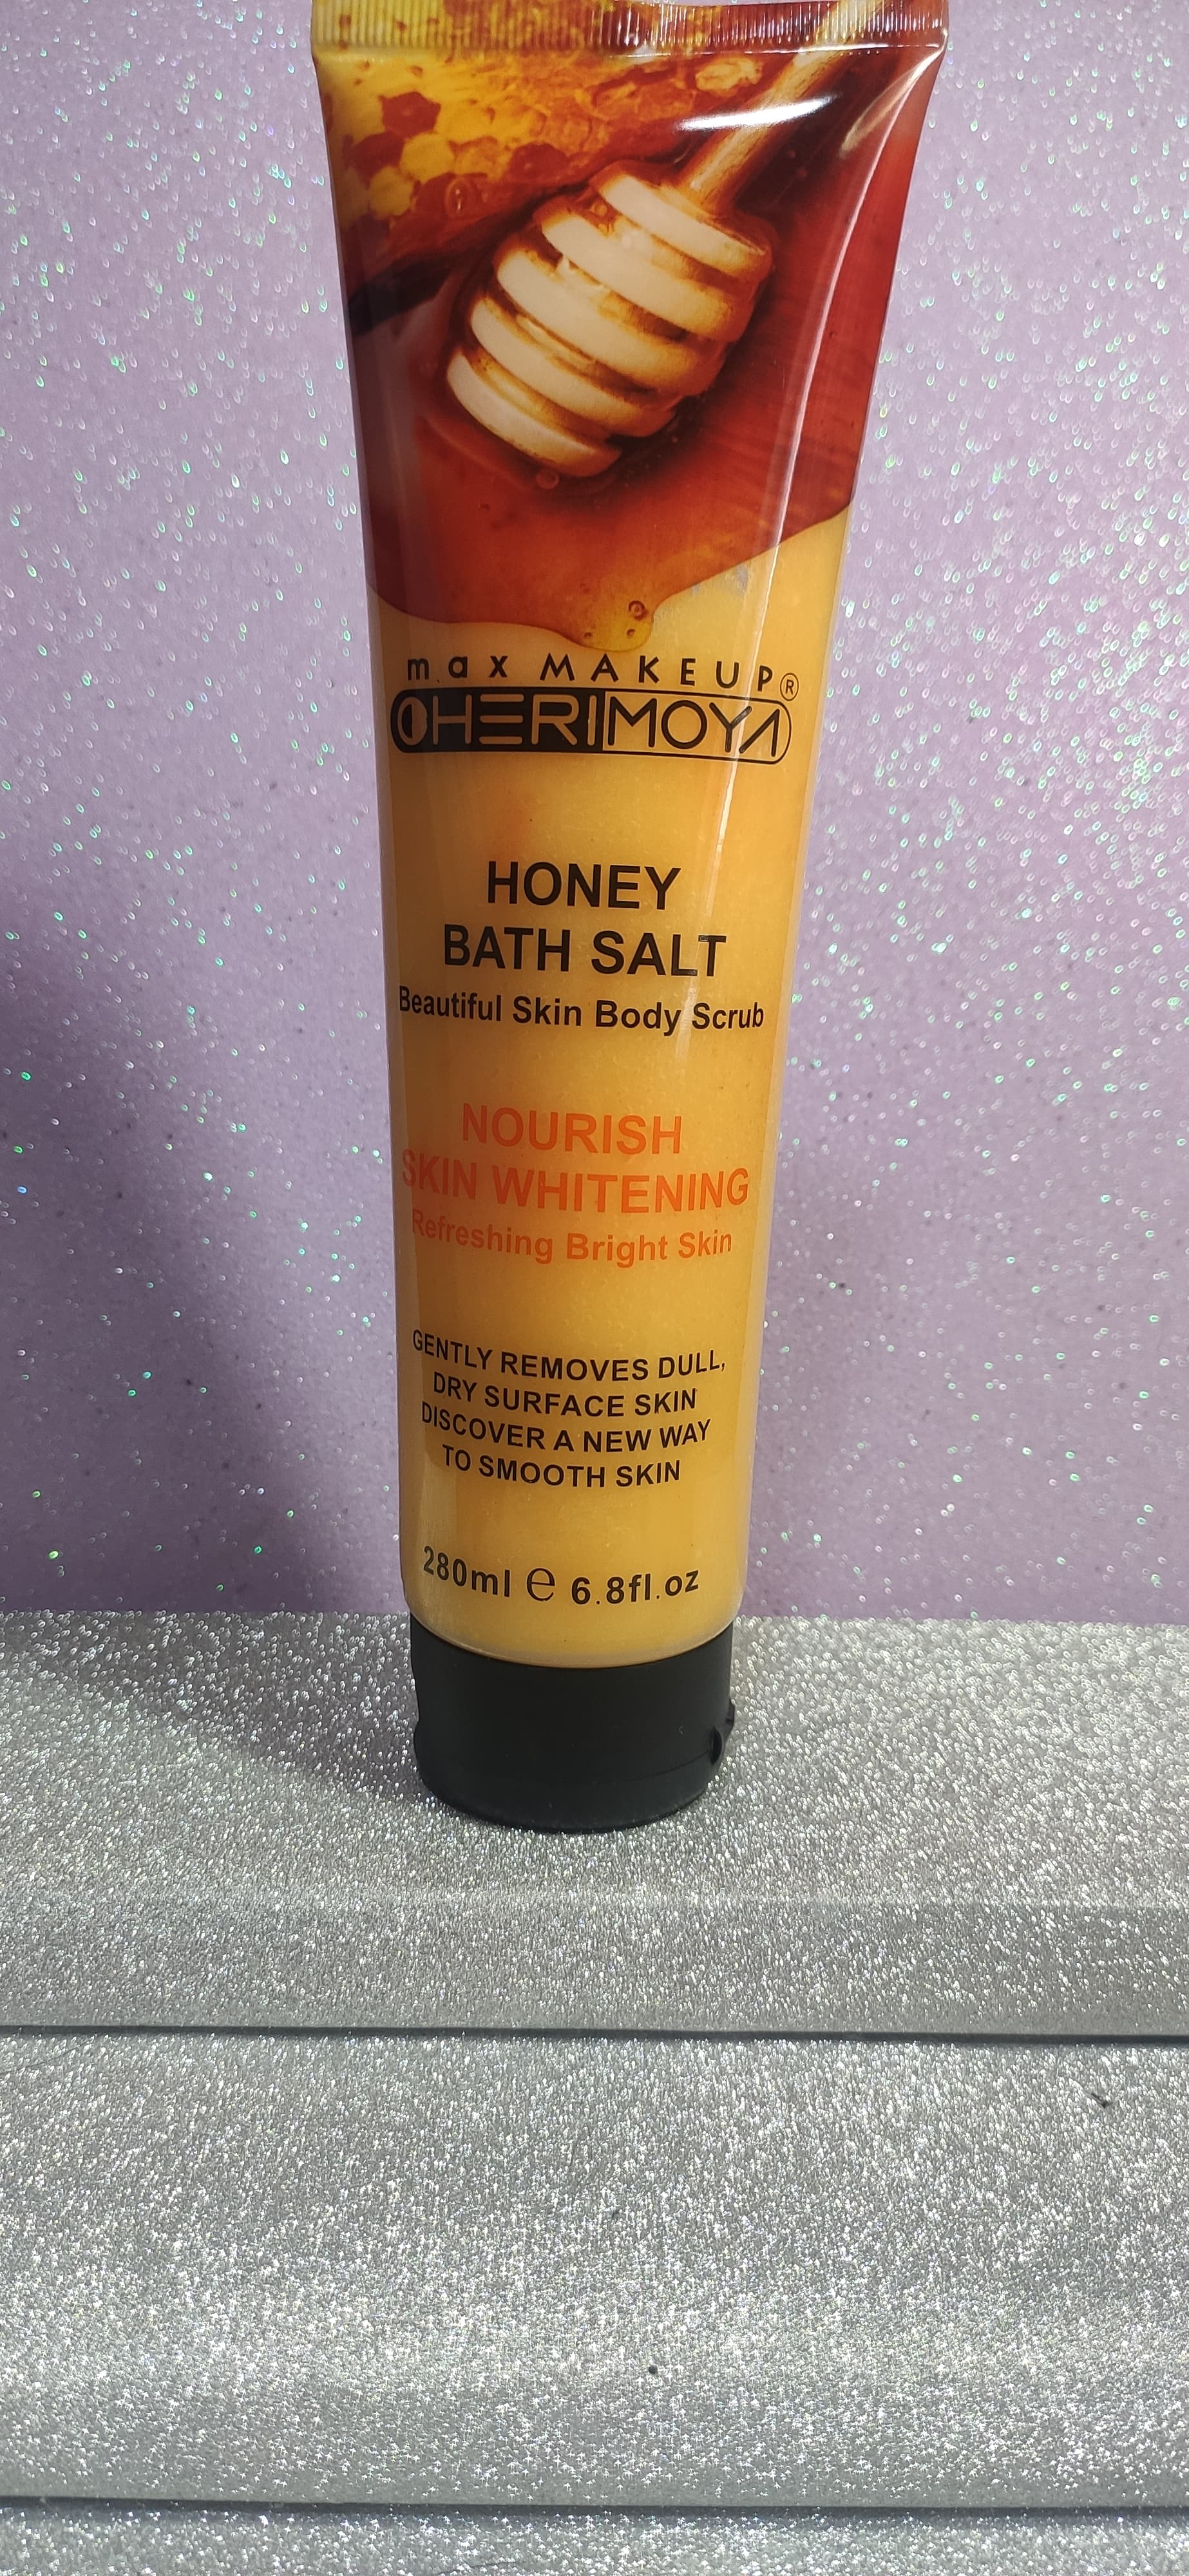 max MAKEUP®
CHERIMOYA
HONEY
BATH SALT
Beautiful Skin Body Scrub
NOURISH
SKIN WHITENING
Refreshing Bright Skin
GENTLY REMOVES DULL,
DRY SURFACE SKIN
DISCOVER A NEW WAY
TO SMOOTH SKIN
280ml ℮ 6.8fl.oz